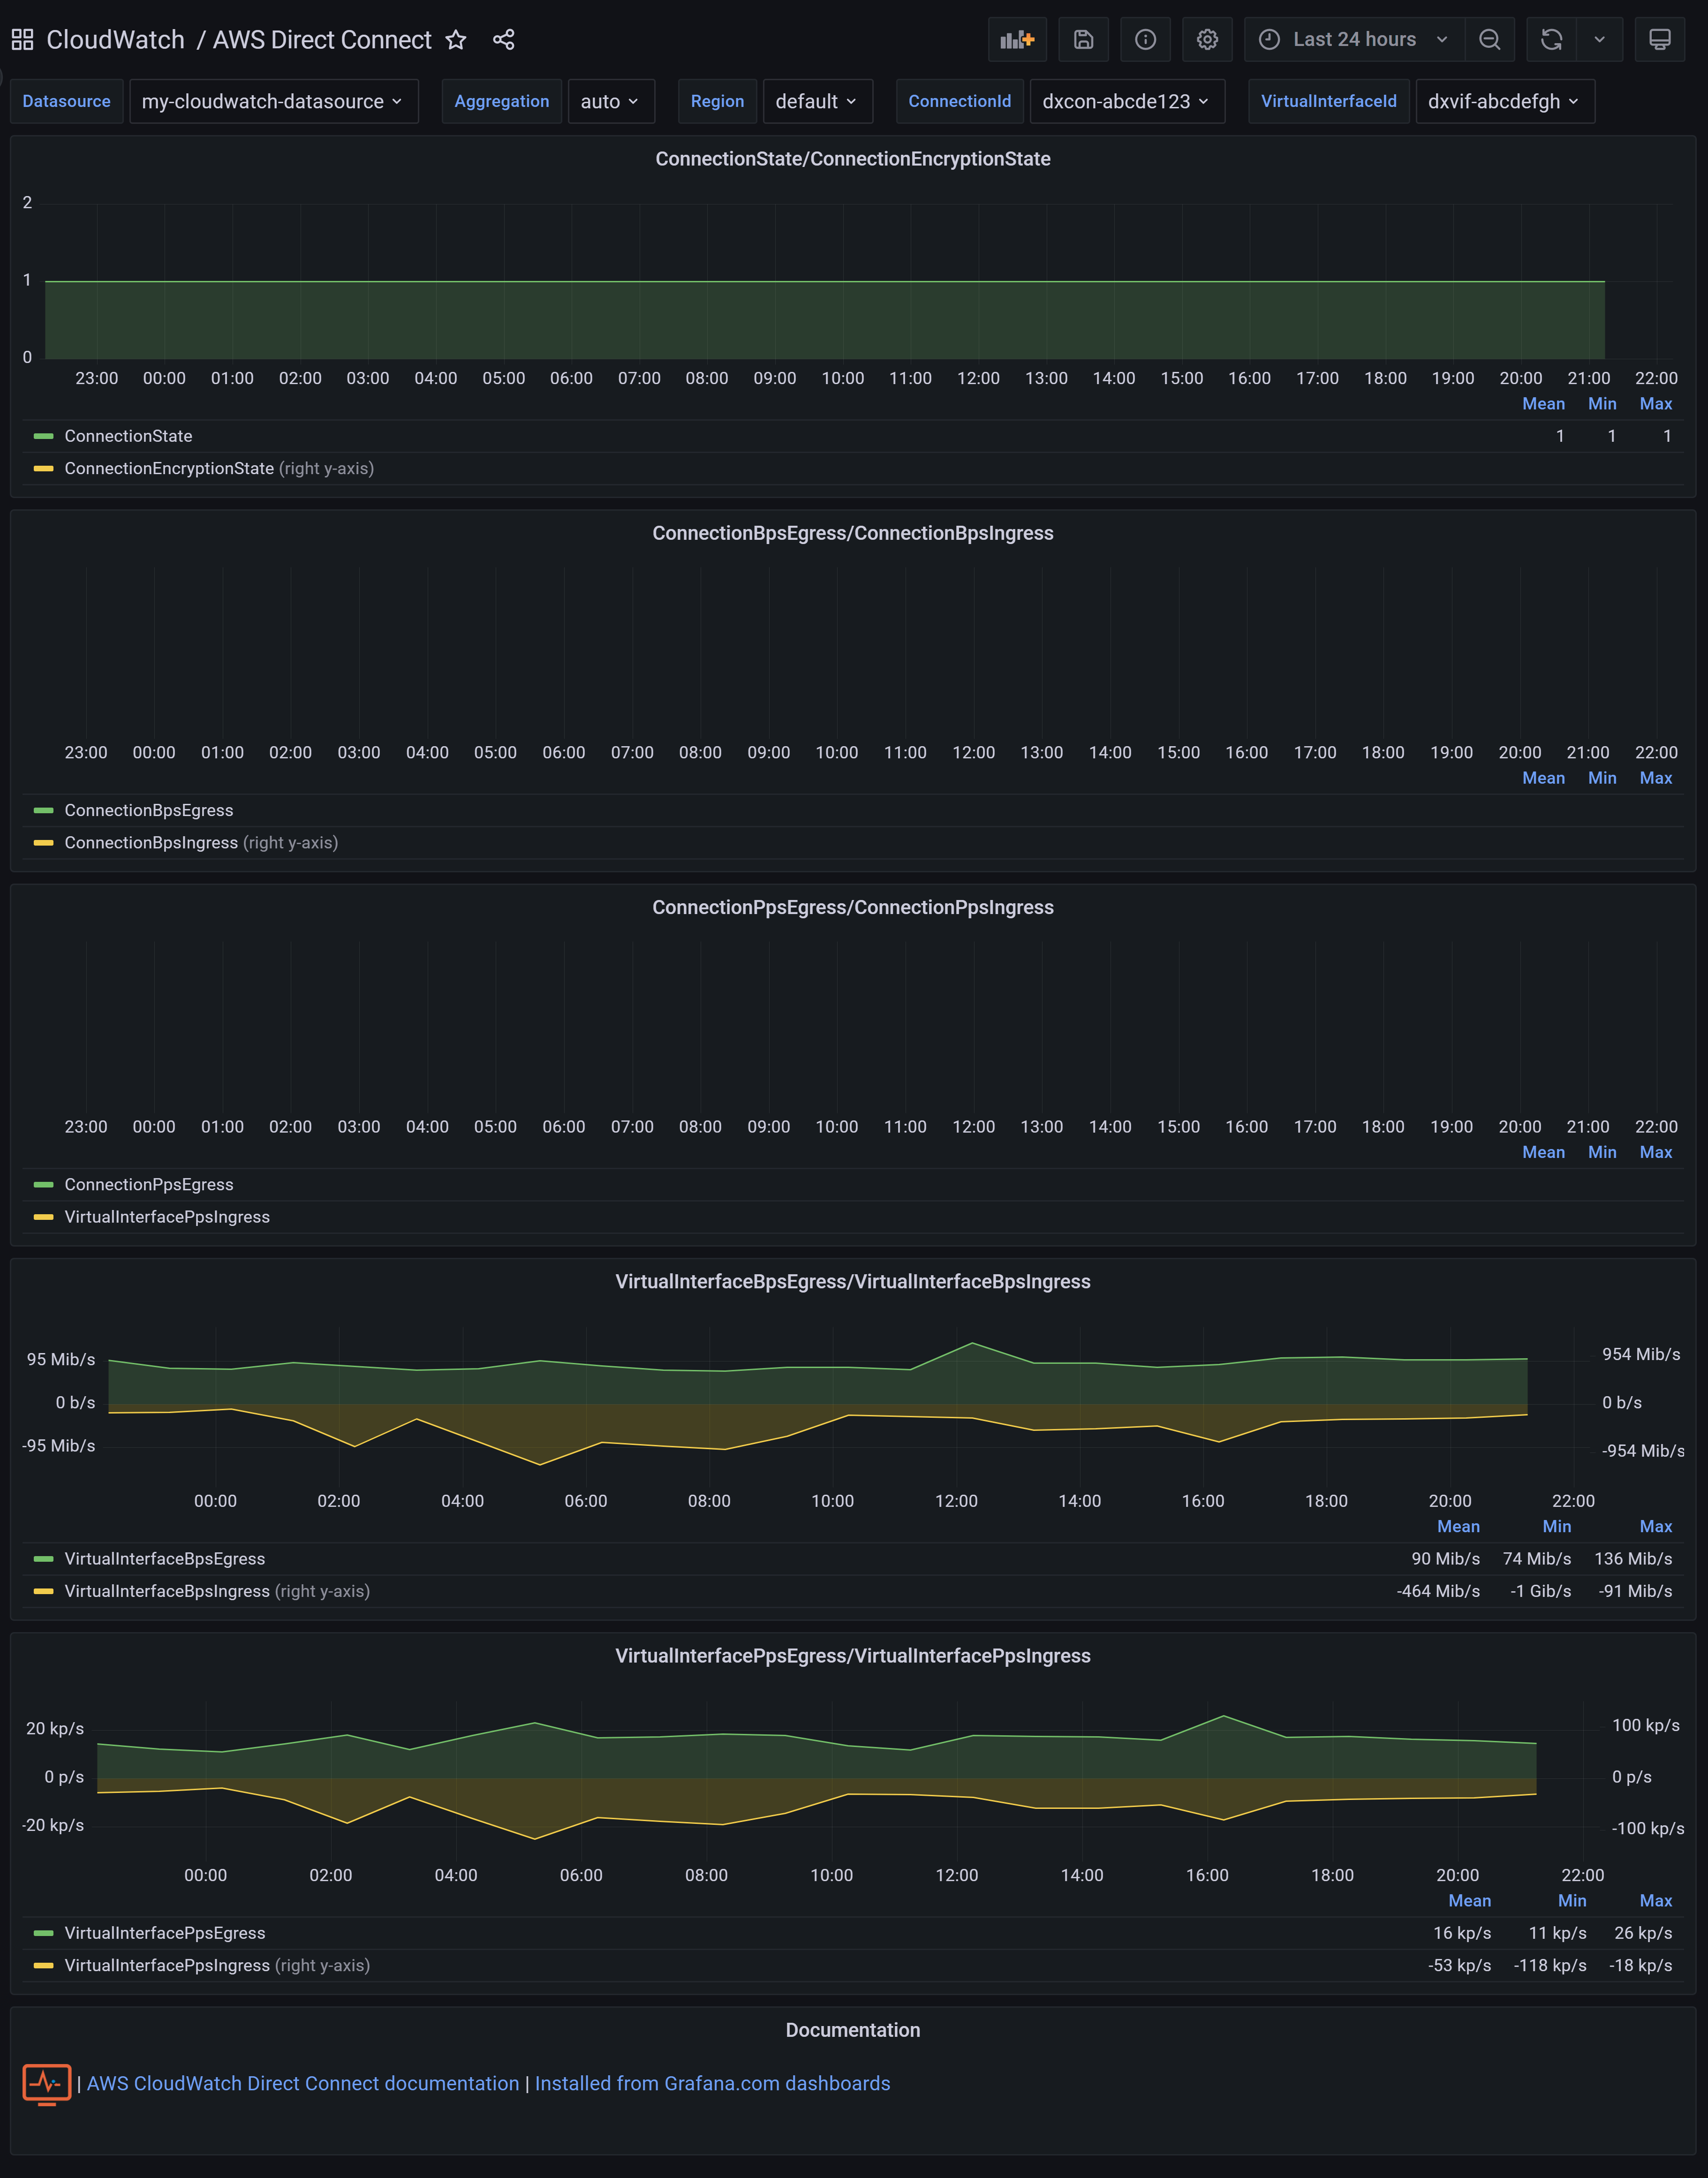 CloudWatch / AWS Direct Connect
Last 24 hours
Datasource my-cloudwatch-datasource Aggregation auto Region default ConnectionId dxcon-abcde123 VirtualInterfaceId dxvif-abcdefgh
ConnectionState/ConnectionEncryptionState
2
1
0
23:00 00:00 01:00 02:00 03:00 04:00 05:00 06:00 07:00 08:00 09:00 10:00 11:00 12:00 13:00 14:00 15:00 16:00 17:00 18:00 19:00 20:00 21:00 22:00
Mean Min Max
ConnectionState 1 1 1
ConnectionEncryptionState (right y-axis)
ConnectionBpsEgress/ConnectionBpsIngress
23:00 00:00 01:00 02:00 03:00 04:00 05:00 06:00 07:00 08:00 09:00 10:00 11:00 12:00 13:00 14:00 15:00 16:00 17:00 18:00 19:00 20:00 21:00 22:00
Mean Min Max
ConnectionBpsEgress
ConnectionBpsIngress (right y-axis)
ConnectionPpsEgress/ConnectionPpsIngress
23:00 00:00 01:00 02:00 03:00 04:00 05:00 06:00 07:00 08:00 09:00 10:00 11:00 12:00 13:00 14:00 15:00 16:00 17:00 18:00 19:00 20:00 21:00 22:00
Mean Min Max
ConnectionPpsEgress
VirtualInterfacePpsIngress
VirtualInterfaceBpsEgress/VirtualInterfaceBpsIngress
95 Mib/s 954 Mib/s
0 b/s 0 b/s
-95 Mib/s -954 Mib/s
00:00 02:00 04:00 06:00 08:00 10:00 12:00 14:00 16:00 18:00 20:00 22:00
Mean Min Max
VirtualInterfaceBpsEgress 90 Mib/s 74 Mib/s 136 Mib/s
VirtualInterfaceBpsIngress (right y-axis) -464 Mib/s -1 Gib/s -91 Mib/s
VirtualInterfacePpsEgress/VirtualInterfacePpsIngress
20 kp/s 100 kp/s
0 p/s 0 p/s
-20 kp/s -100 kp/s
00:00 02:00 04:00 06:00 08:00 10:00 12:00 14:00 16:00 18:00 20:00 22:00
Mean Min Max
VirtualInterfacePpsEgress 16 kp/s 11 kp/s 26 kp/s
VirtualInterfacePpsIngress (right y-axis) -53 kp/s -118 kp/s -18 kp/s
Documentation
| AWS CloudWatch Direct Connect documentation | Installed from Grafana.com dashboards